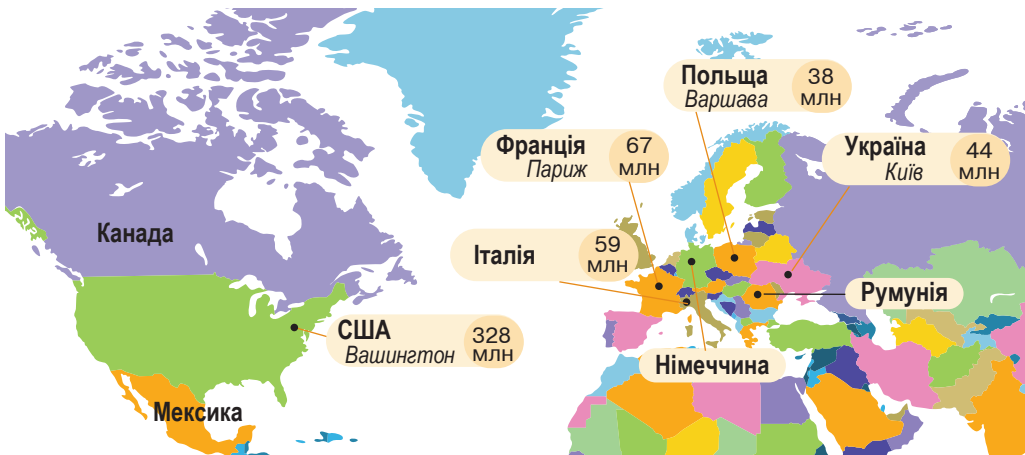 Польща
Варшава
38
МЛН
Франція
Париж
67
МЛН
Україна
Київ
44
МЛН
Канада
Італія
59
МЛН
Румунія
США
Вашингтон
328
МЛН
Німеччина
Мексика